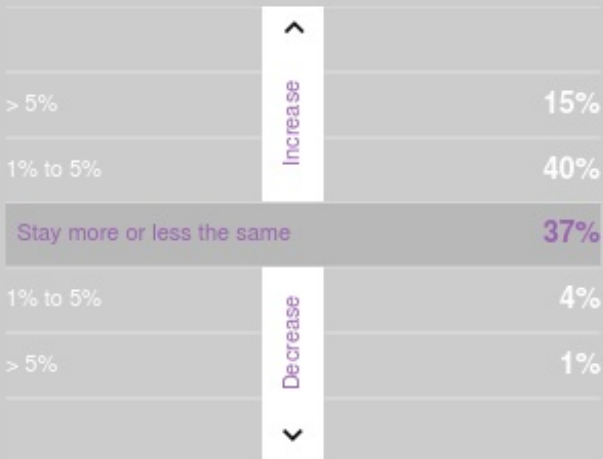 > 5%
Increase
15%
1% to 5%
40%
Stay more or less the same
37%
1% to 5%
Decrease
4%
> 5%
1%